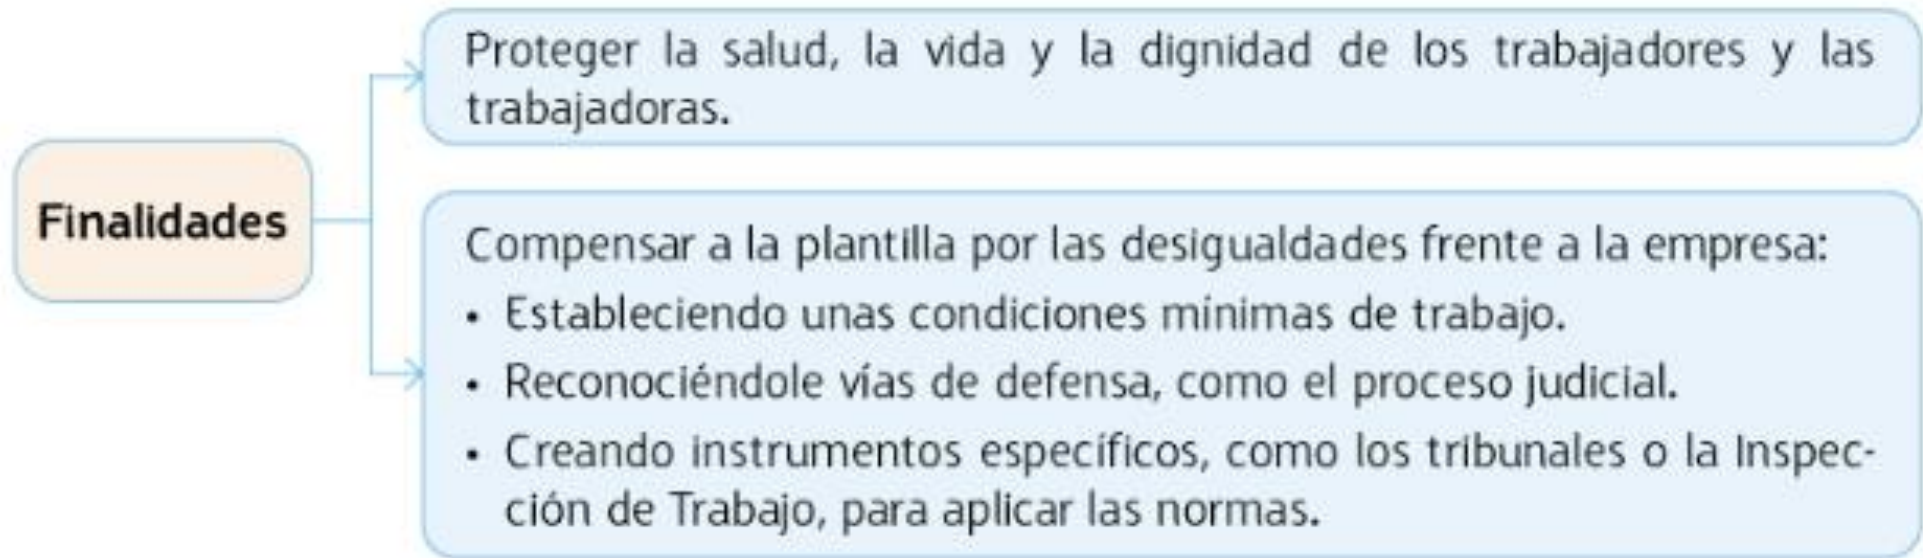 Finalidades
Proteger la salud, la vida y la dignidad de los trabajadores y las
trabajadoras.
Compensar a la plantilla por las desigualdades frente a la empresa:
• Estableciendo unas condiciones mínimas de trabajo.
• Reconociéndole vías de defensa, como el proceso judicial.
• Creando instrumentos específicos, como los tribunales o la Inspec-
ción de Trabajo, para aplicar las normas.